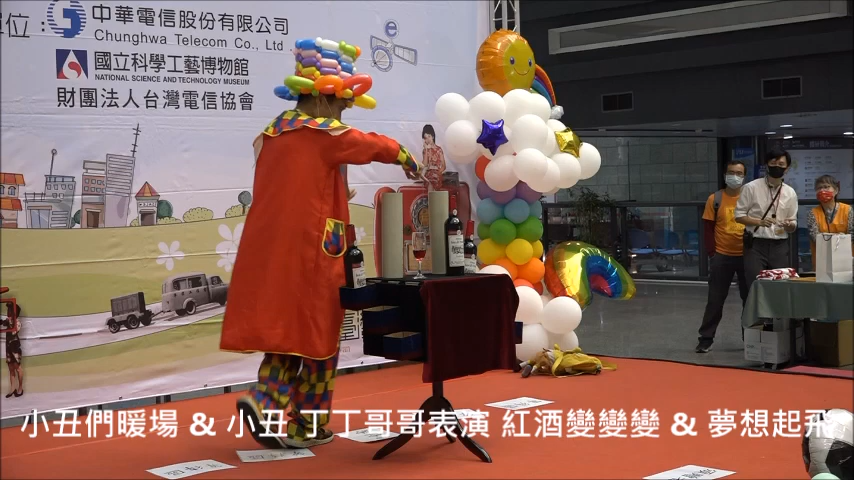 位：中華電信股份有限公司
Chunghwa Telecom Co., Ltd.
國立科學工藝博物館
NATIONAL SCIENCE AND TECHNOLOGY MUSEUM
財團法人台灣電信協會
小丑們暖場 & 小丑 丁丁哥哥表演 紅酒變變變 & 夢想起飛